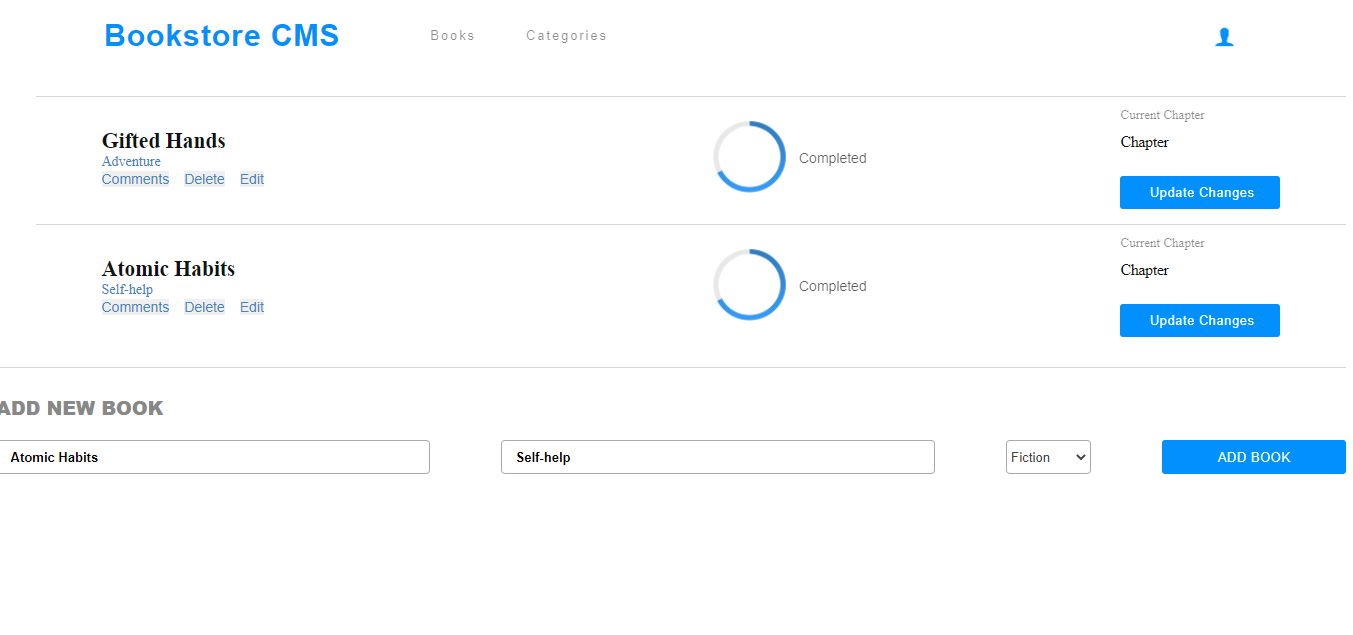 Bookstore CMS Books Categories
Gifted Hands
Adventure
Comments Delete Edit
Completed
Current Chapter
Chapter
Update Changes
Atomic Habits
Self-help
Comments Delete Edit
Completed
Current Chapter
Chapter
Update Changes
ADD NEW BOOK
Atomic Habits Self-help Fiction ADD BOOK